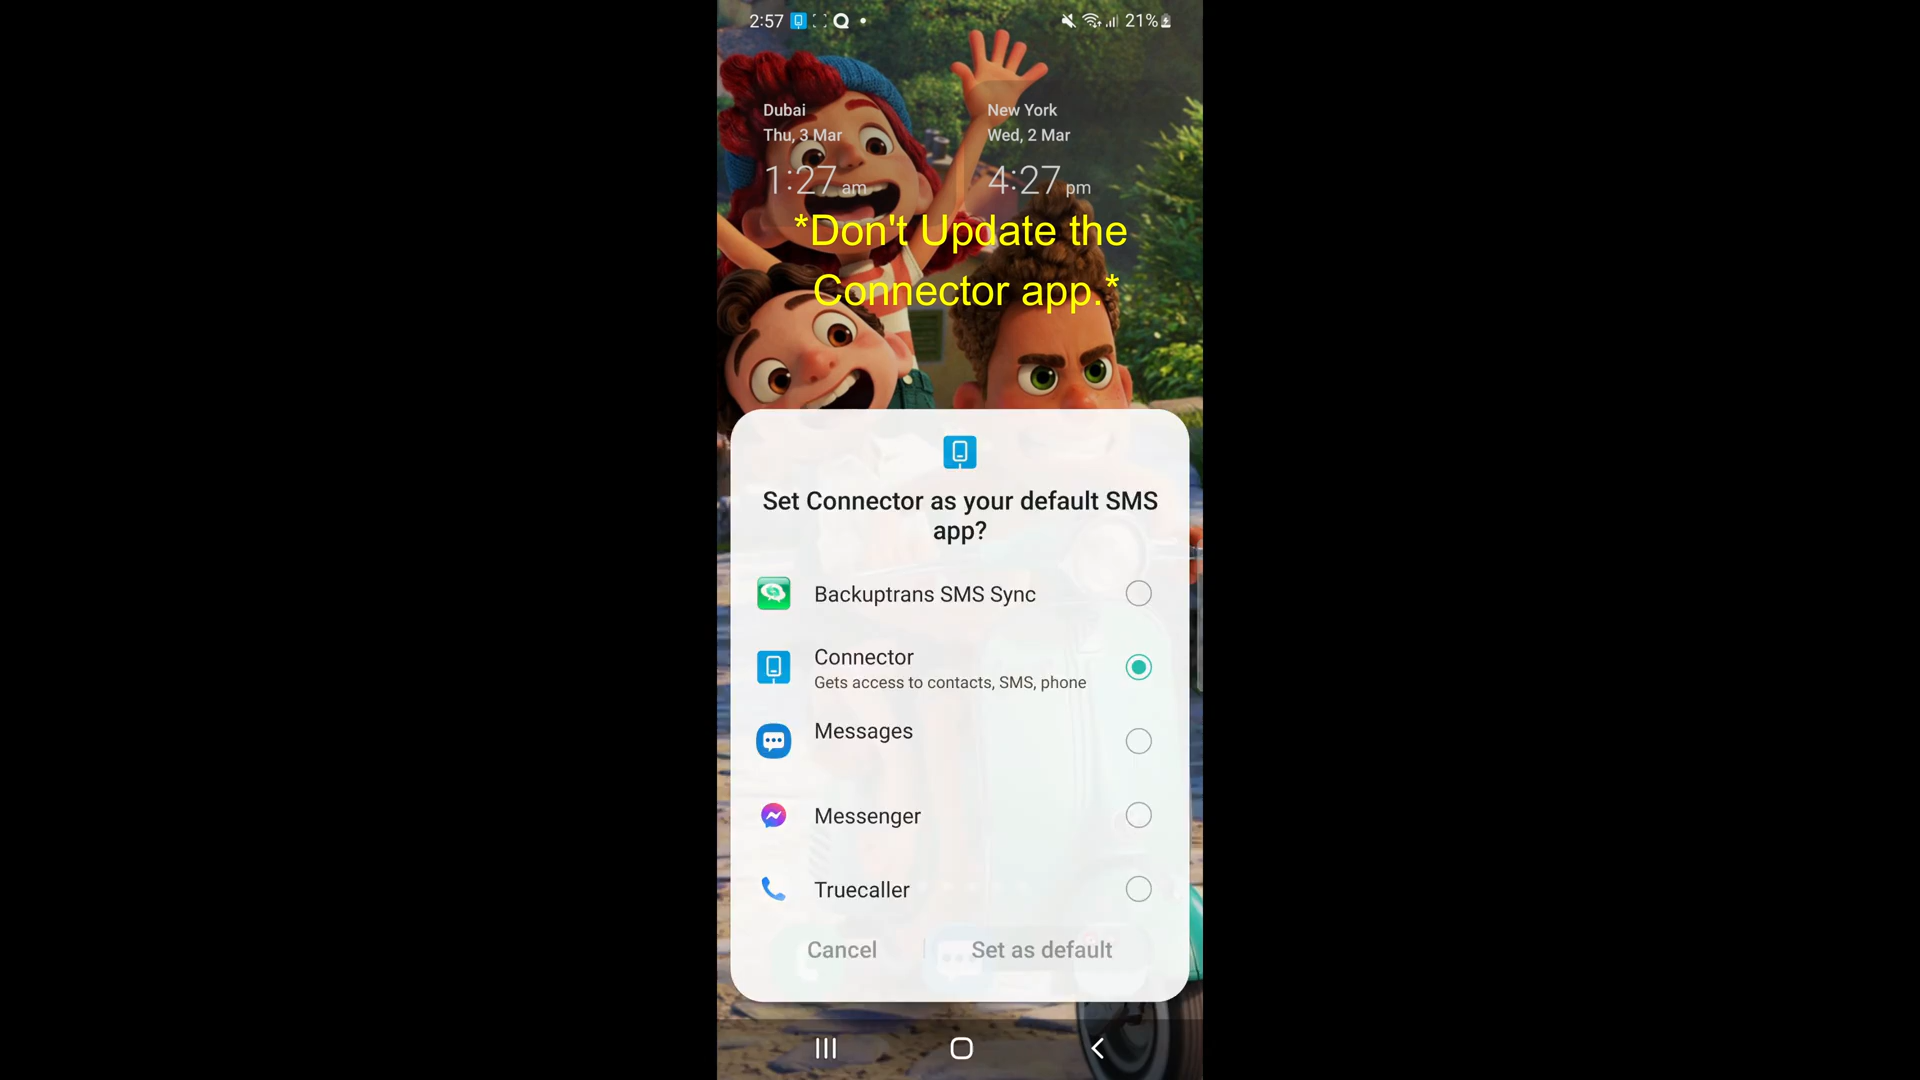 2:57
21%
Dubai
New York
Thu, 3 Mar
Wed, 2 Mar
1:27 am
4:27 pm
*Don't Update the
Connector app.*
Set Connector as your default SMS
app?
Backuptrans SMS Sync
Connector
Gets access to contacts, SMS, phone
Messages
Messenger
Truecaller
Cancel
Set as default